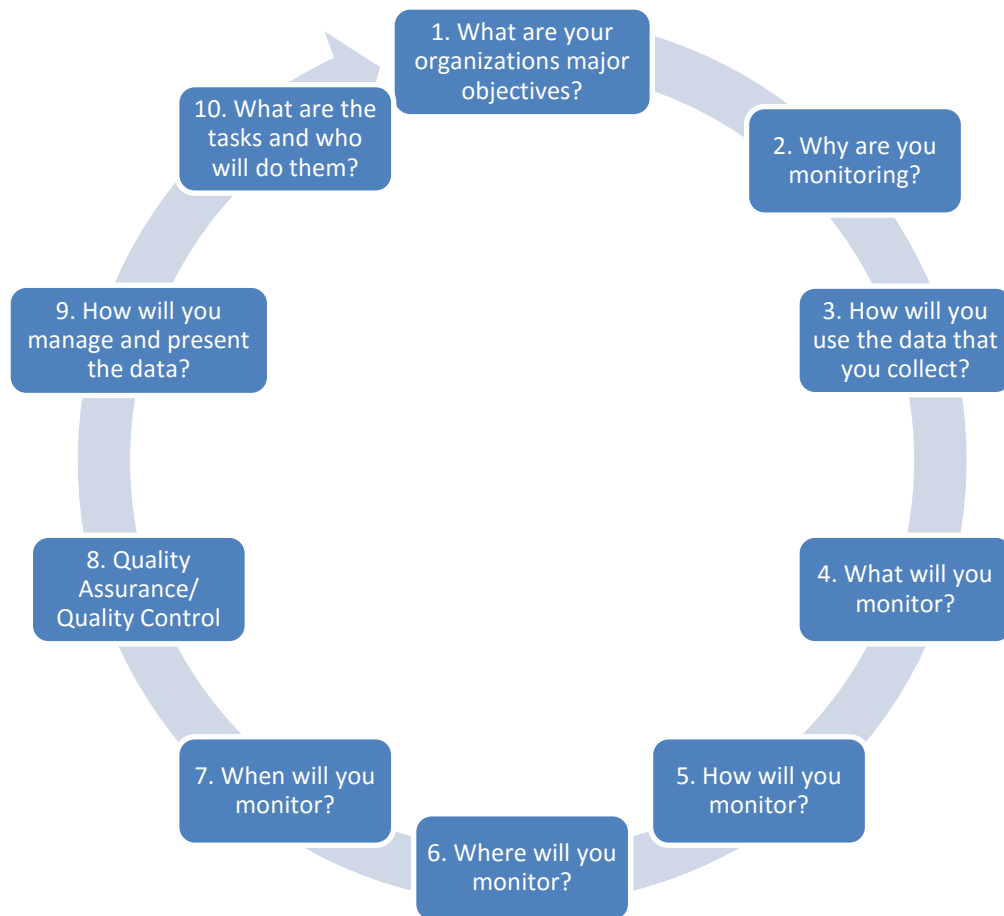 1. What are your
organizations major
objectives?
2. Why are you
monitoring?
3. How will you
use the data that
you collect?
4. What will you
monitor?
5. How will you
monitor?
6. Where will you
monitor?
7. When will you
monitor?
8. Quality
Assurance/
Quality Control
9. How will you
manage and present
the data?
10. What are the
tasks and who
will do them?